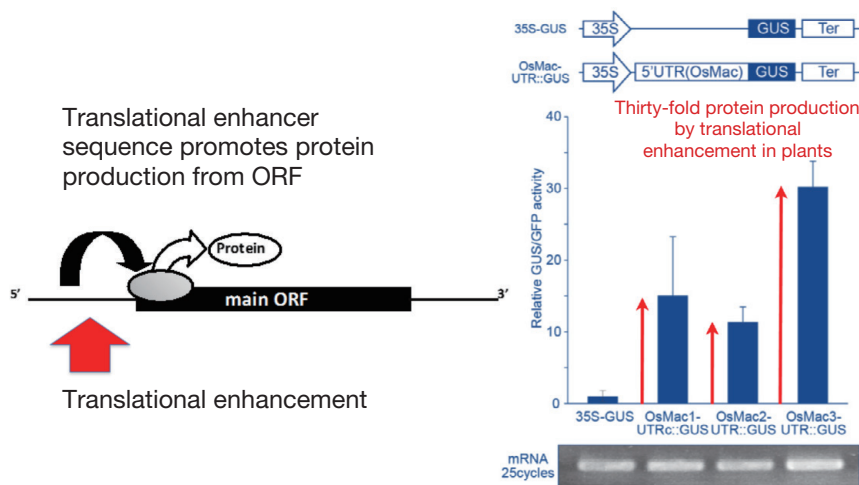 Translational enhancer
sequence promotes protein
production from ORF
Protein
5’
main ORF
3’
Translational enhancement
35S-GUS
35S
GUS
Ter
OsMac-
UTR::GUS
35S
5'UTR(OsMac)
GUS
Ter
Thirty-fold protein production
by translational
enhancement in plants
Relative GUS/GFP activity
40
30
20
10
0
35S-GUS
OsMac1-
UTRc::GUS
OsMac2-
UTR::GUS
OsMac3-
UTR::GUS
mRNA
25cycles